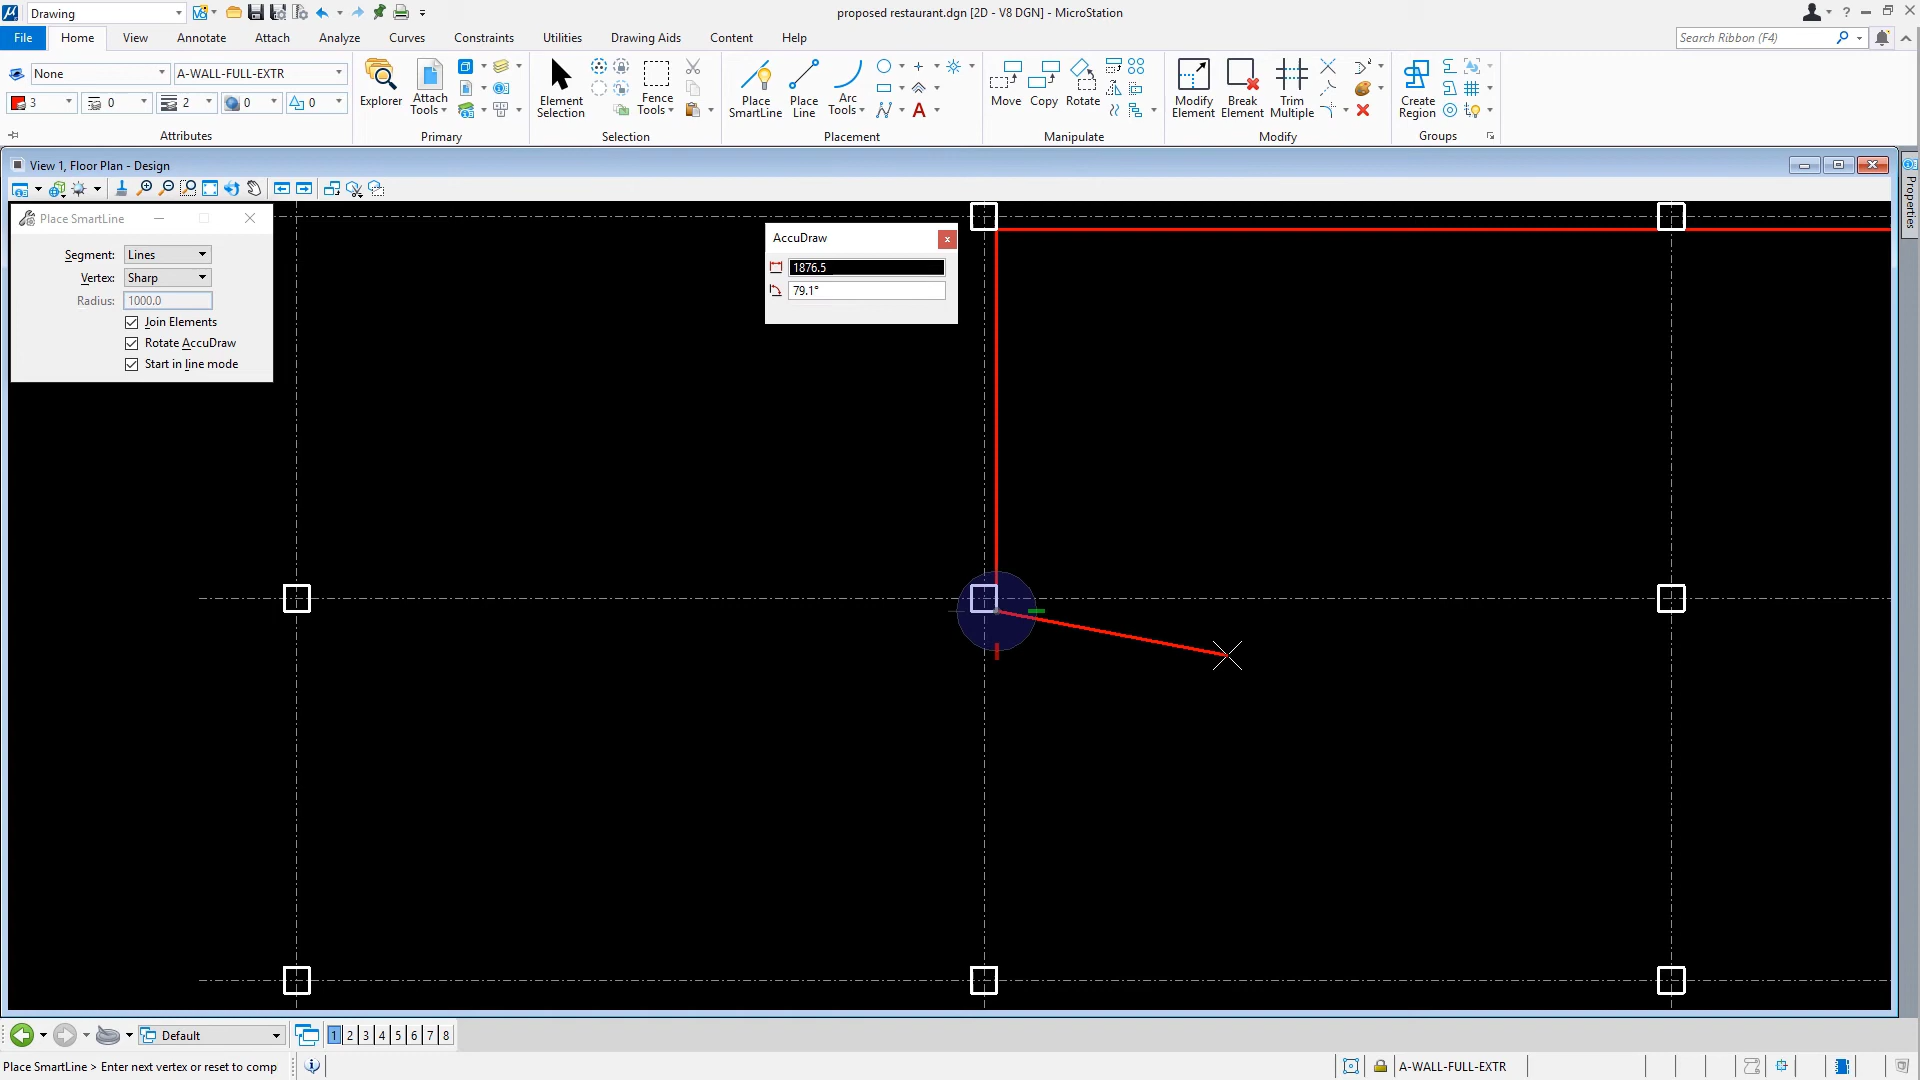 Drawing
proposed restaurant.dgn [2D - V8 DGN] - MicroStation
File Home View Annotate Attach Analyze Curves Constraints Utilities Drawing Aids Content Help
Search Ribbon (F4)
None A-WALL-FULL-EXTR
3 0 2 0 0
Attributes
Explorer
Attach Tools
Primary
Element Selection
Fence Tools
Selection
Place SmartLine
Place Line
Arc Tools
Placement
Move Copy Rotate
Manipulate
Modify Element
Break Element
Trim Multiple
Modify
Create Region
Groups
View 1, Floor Plan - Design
Properties
Place SmartLine
Segment: Lines
Vertex: Sharp
Radius: 1000.0
Join Elements
Rotate AccuDraw
Start in line mode
AccuDraw
1876.5
79.1°
Default
1 2 3 4 5 6 7 8
Place SmartLine > Enter next vertex or reset to comp
A-WALL-FULL-EXTR